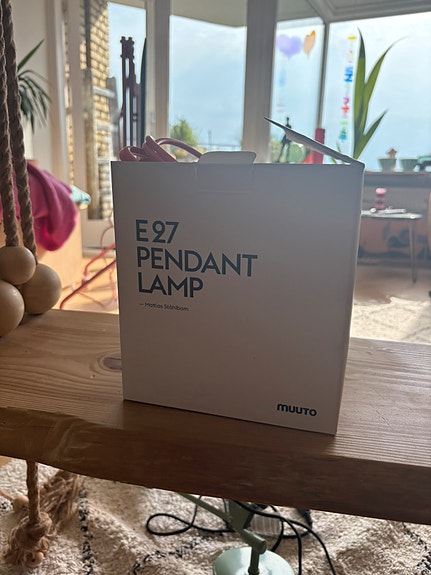 E27
PENDANT
LAMP
— Mattias Ståhlbom
muuto